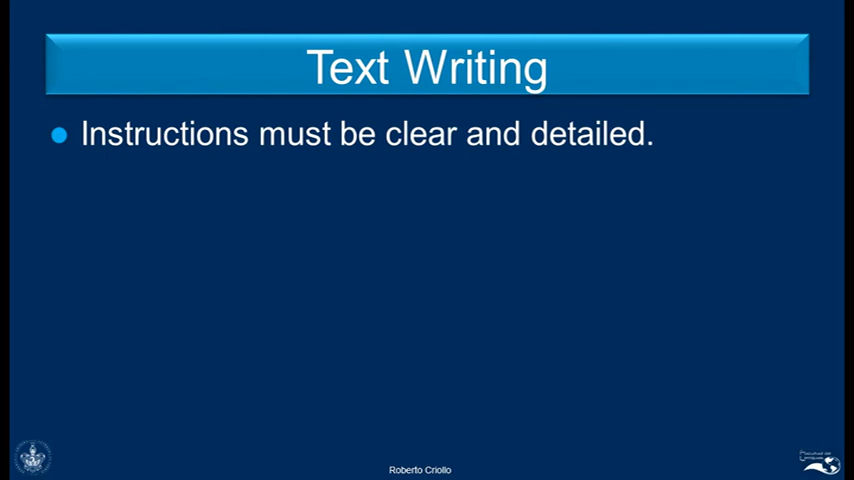 Text Writing
Instructions must be clear and detailed.
Roberto Criollo